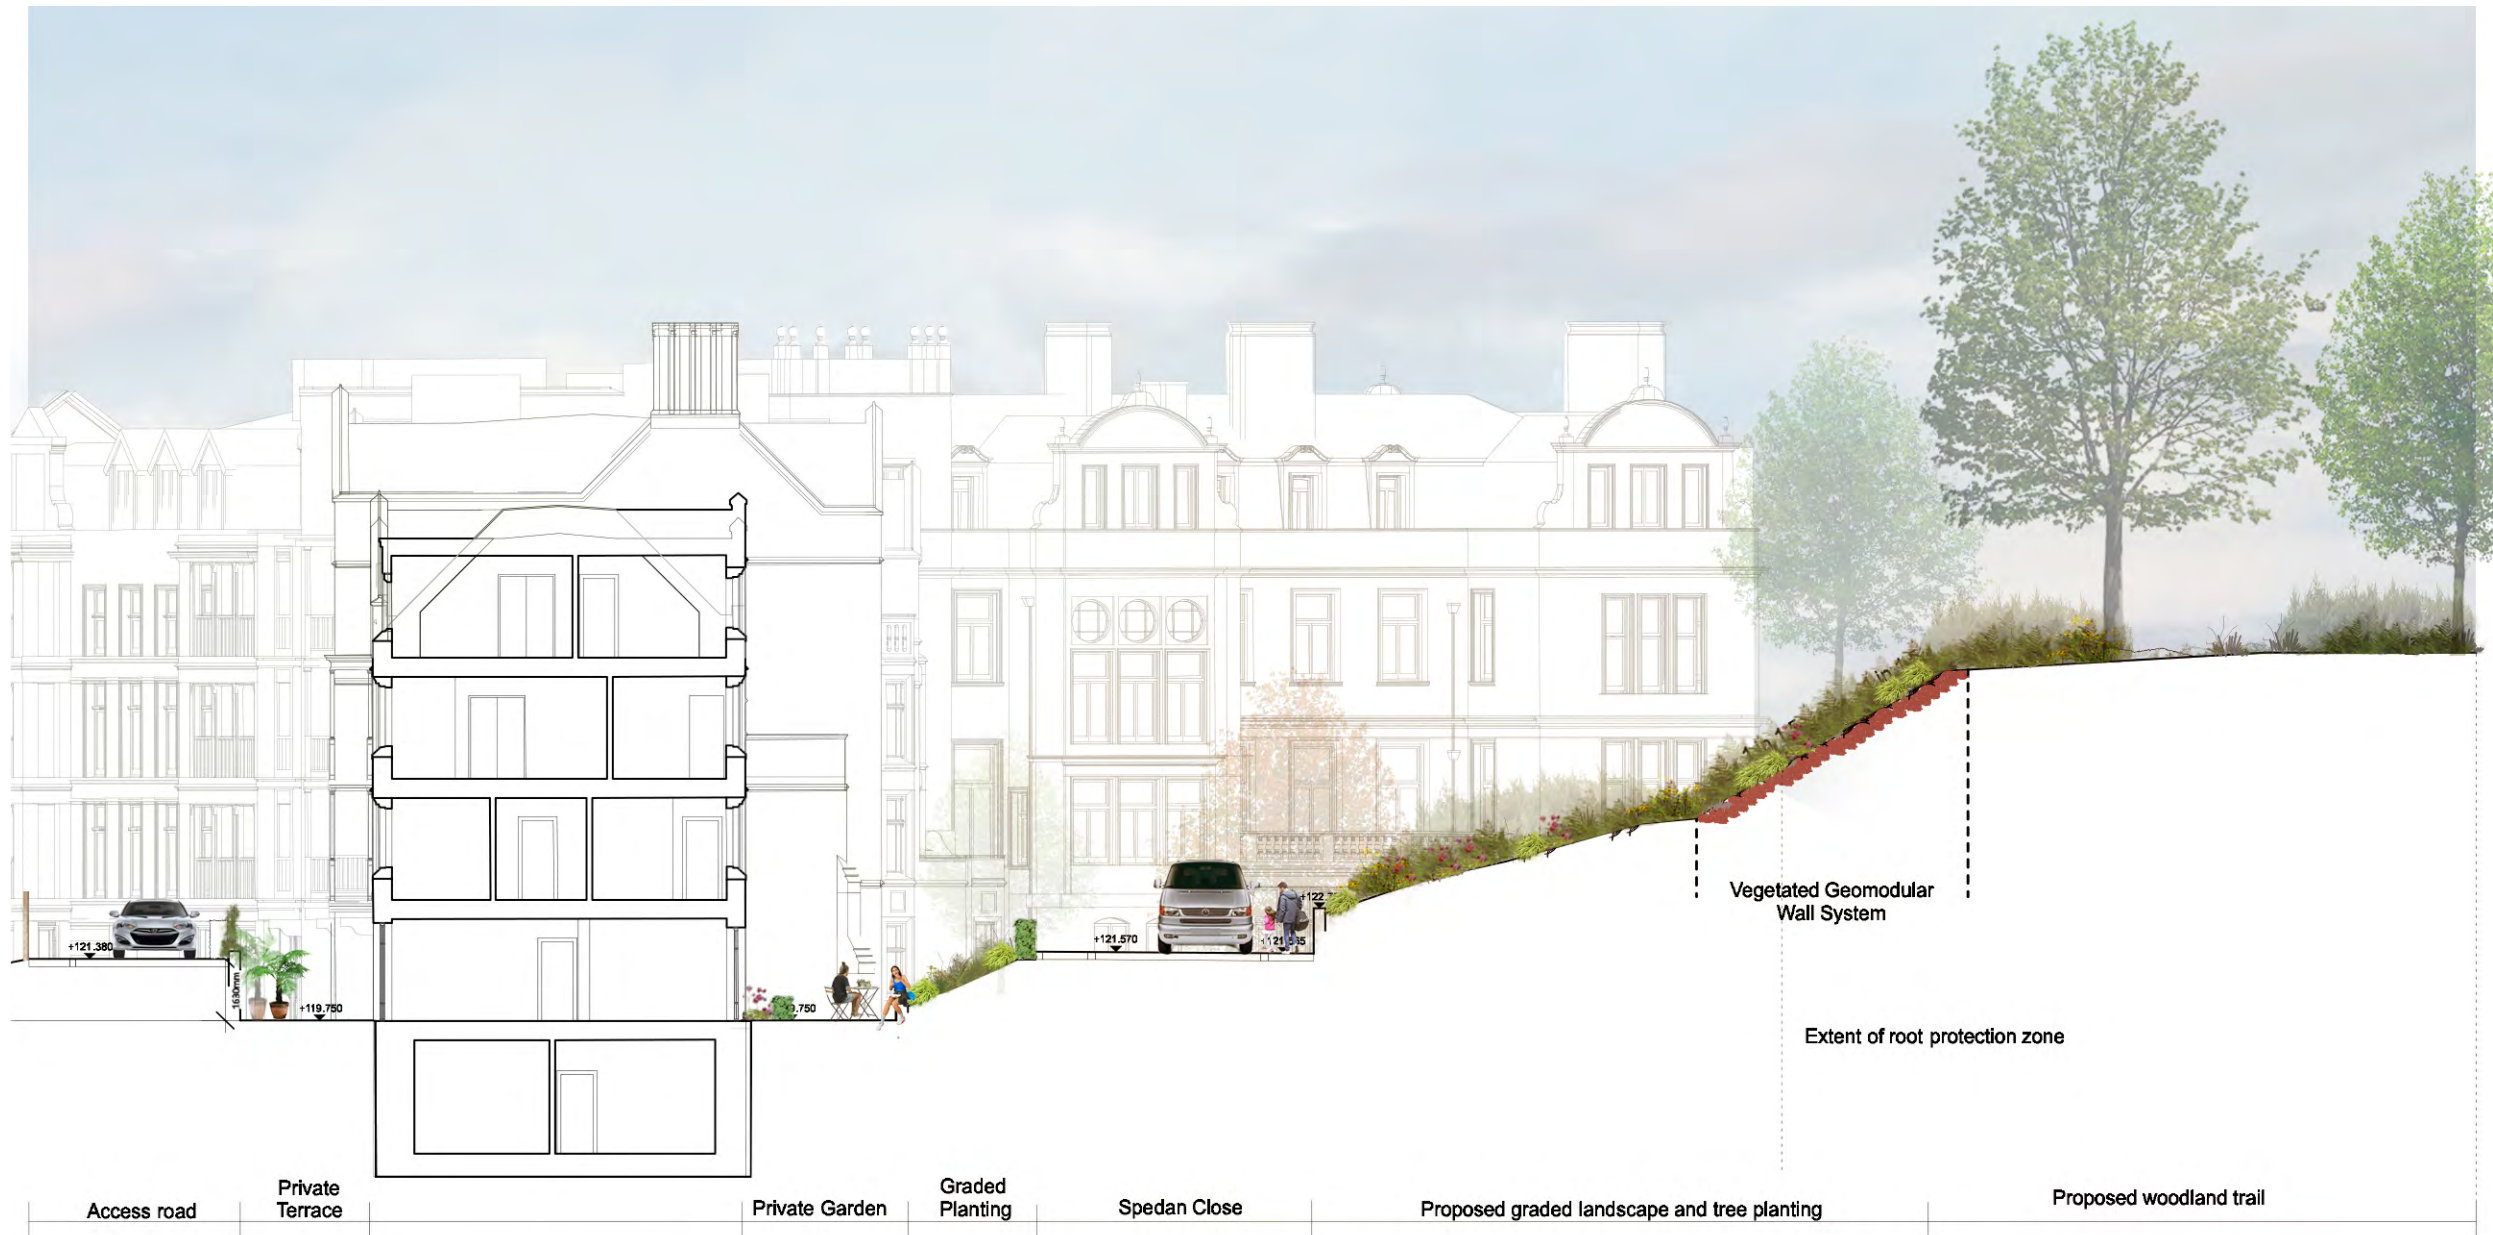 +121.380
1630mm
+119.750
.750
+121.570
+122.
Vegetated Geomodular
Wall System
Extent of root protection zone
Access road
Private
Terrace
Private Garden
Graded
Planting
Spedan Close
Proposed graded landscape and tree planting
Proposed woodland trail